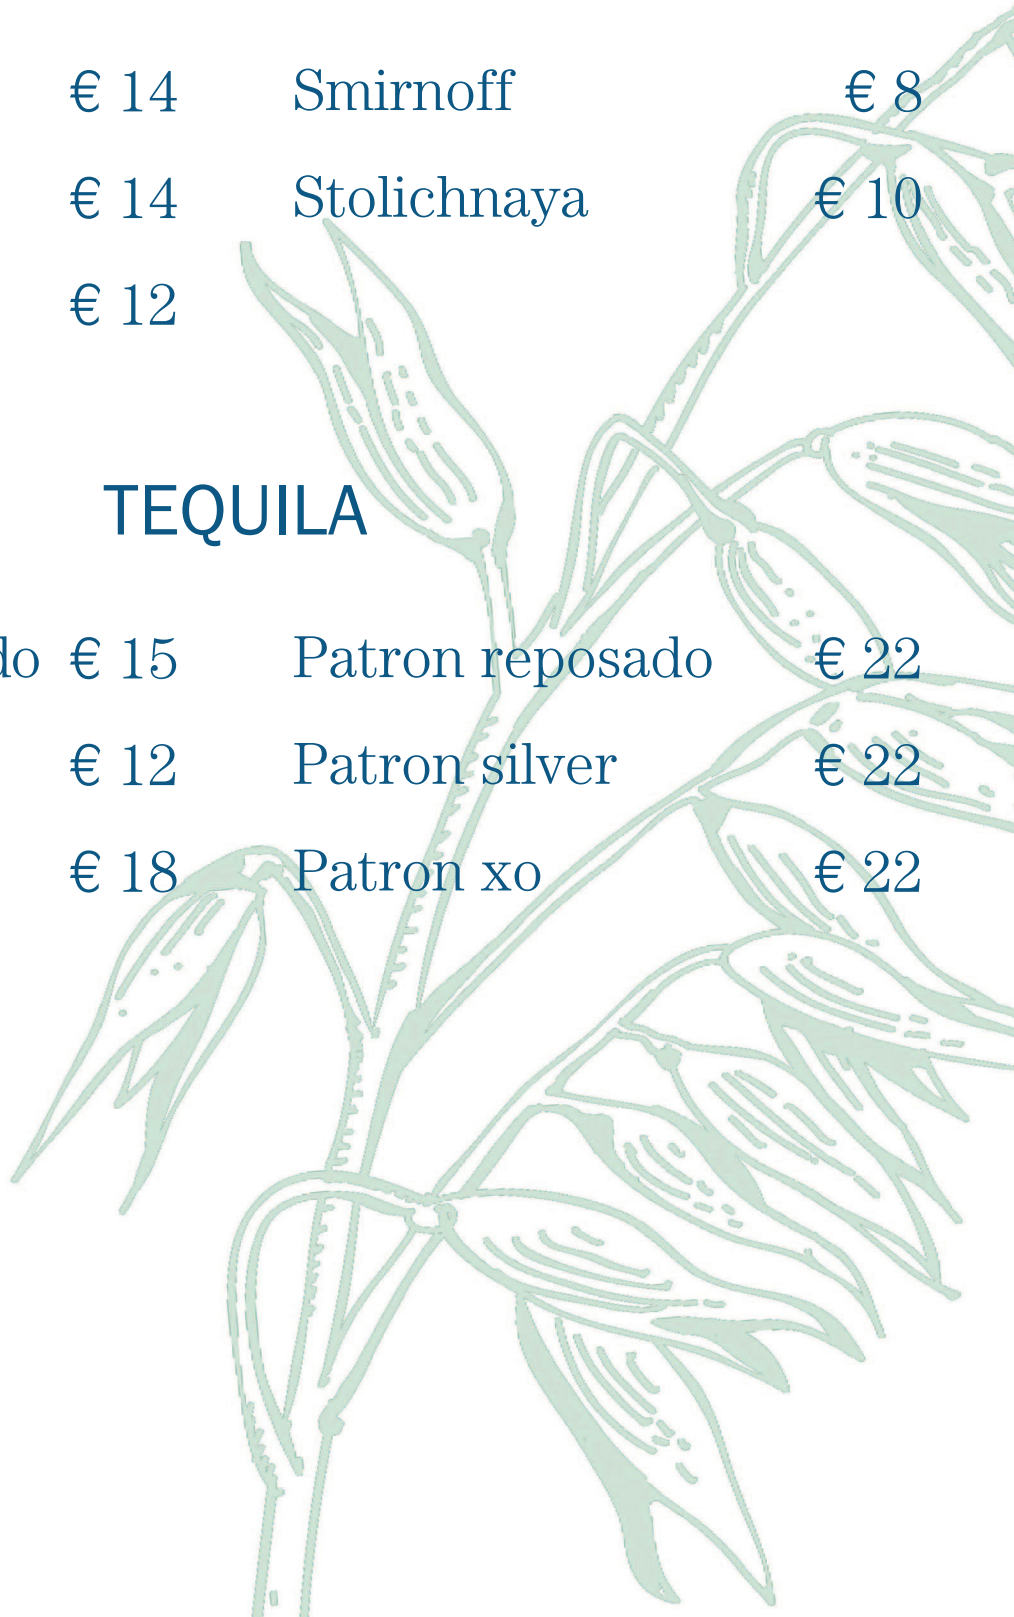 € 14 Smirnoff € 8
€ 14 Stolichnaya € 10
€ 12
TEQUILA
do € 15 Patron reposado € 22
€ 12 Patron silver € 22
€ 18 Patron xo € 22